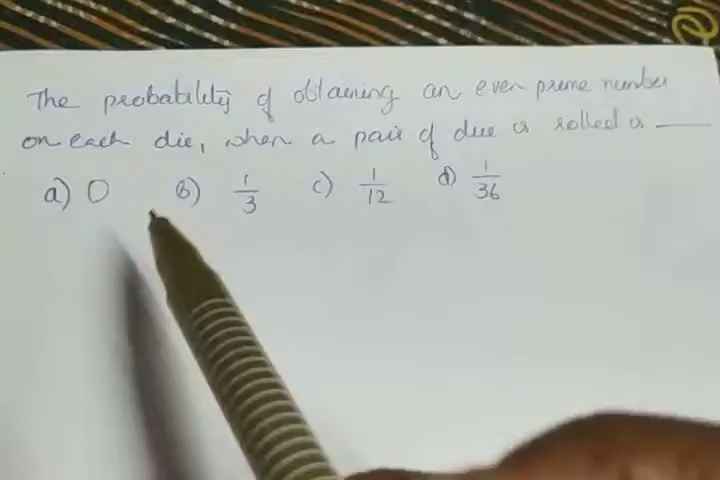 The probability of obtaining an even prime number
on each die, when a pair of dice is rolled is ____
a) 0 b) 1/3 c) 1/12 d) 1/36